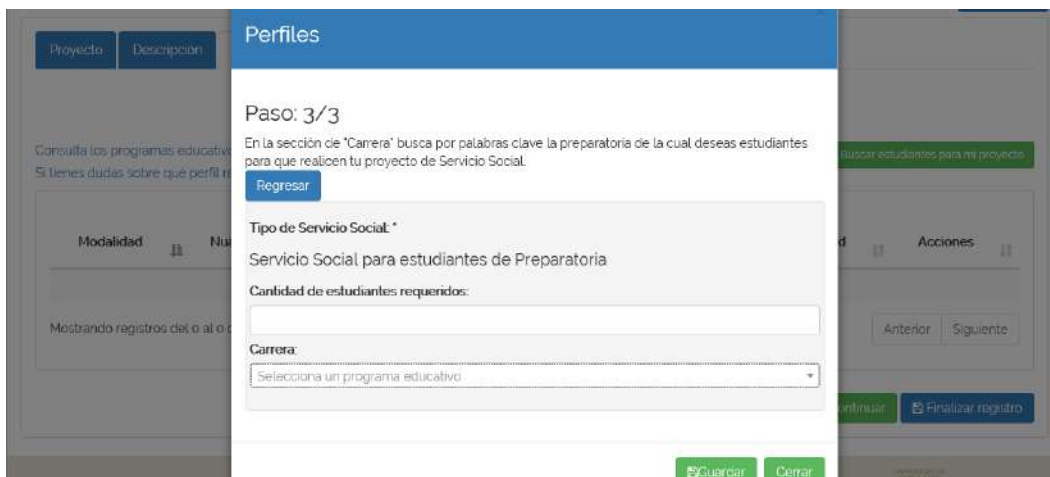 Perfiles
Proyecto
Descripción
Paso: 3/3
En la sección de "Carrera" busca por palabras clave la preparatoria de la cual deseas estudiantes
para que realicen tu proyecto de Servicio Social.
Consulta los programas educativ
Buscar estudiantes para mi proyecto
Si tienes dudas sobre qué perfil r
Regresar
Tipo de Servicio Social: *
Modalidad
Acciones
Servicio Social para estudiantes de Preparatoria
Cantidad de estudiantes requeridos:
Mostrando registros del 0 al 0
Anterior
Siguiente
Carrera:
Selecciona un programa educativo
Finalizar registro
Guardar
Cerrar